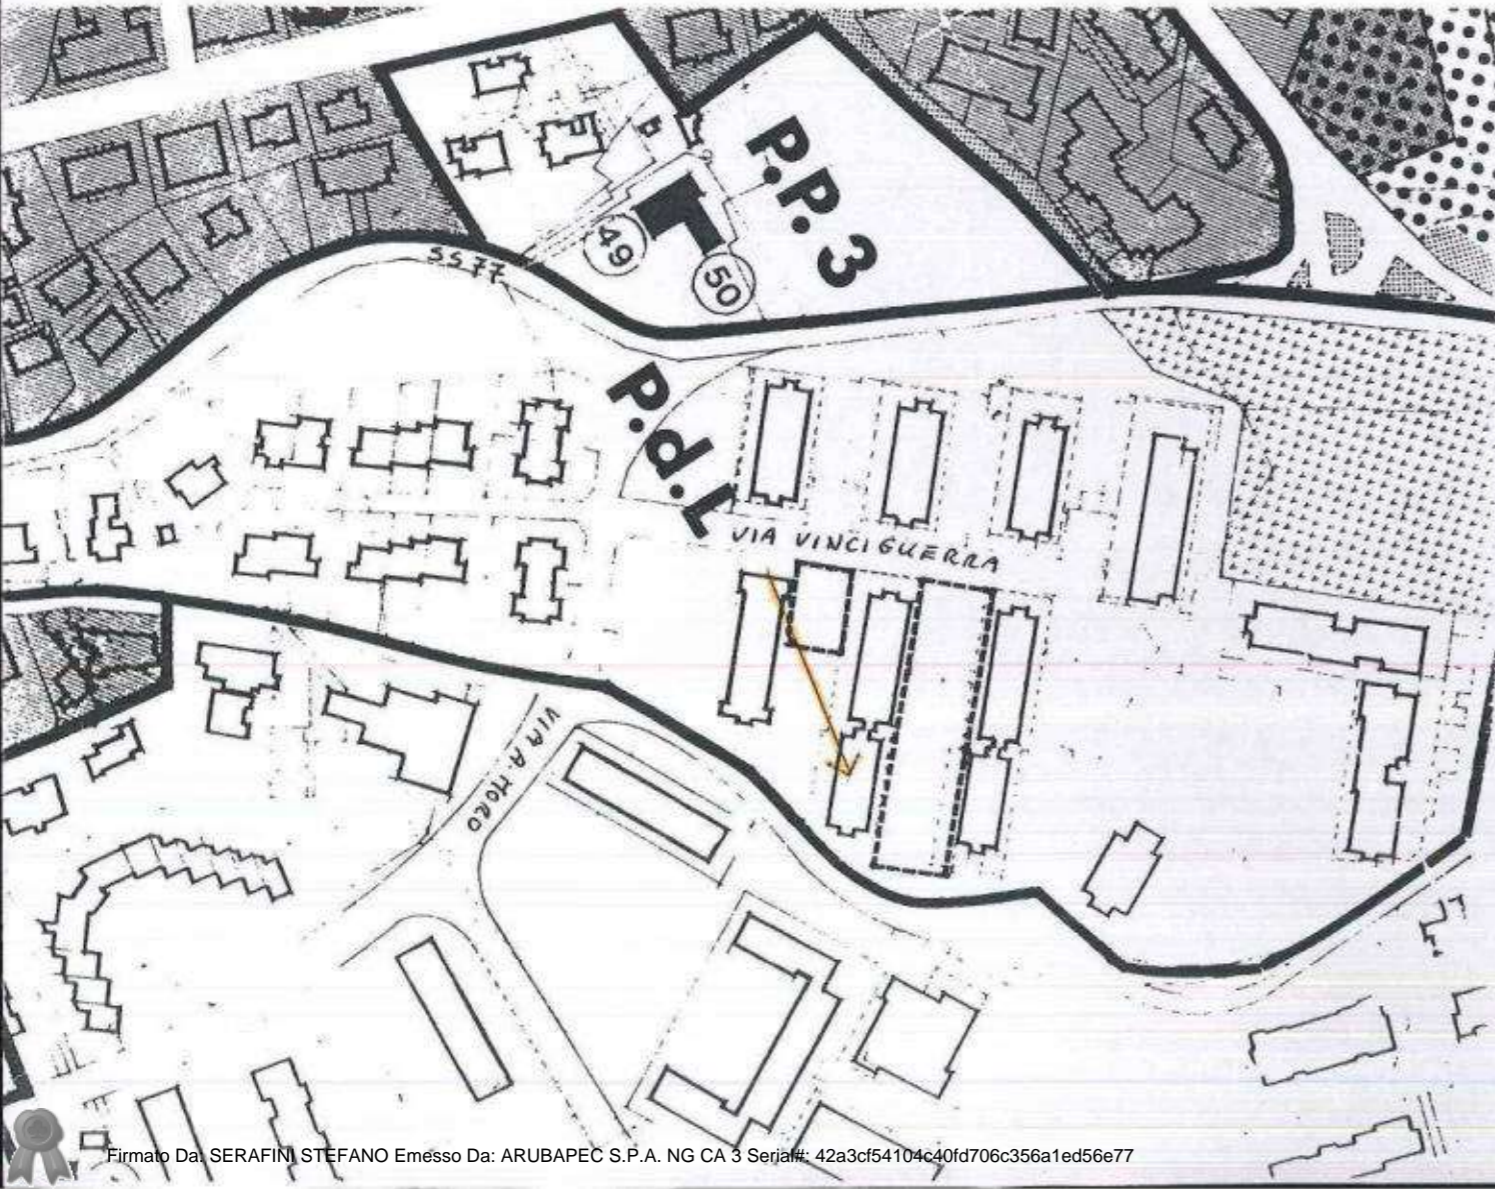 P.P. 3
49
50
SS 77
P.d.L
VIA VINCIGUERRA
VIA A MORO
Firmato Da: SERAFINI STEFANO Emesso Da: ARUBAPEC S.P.A. NG CA 3 Serial#: 42a3cf54104c40fd706c356a1ed56e77